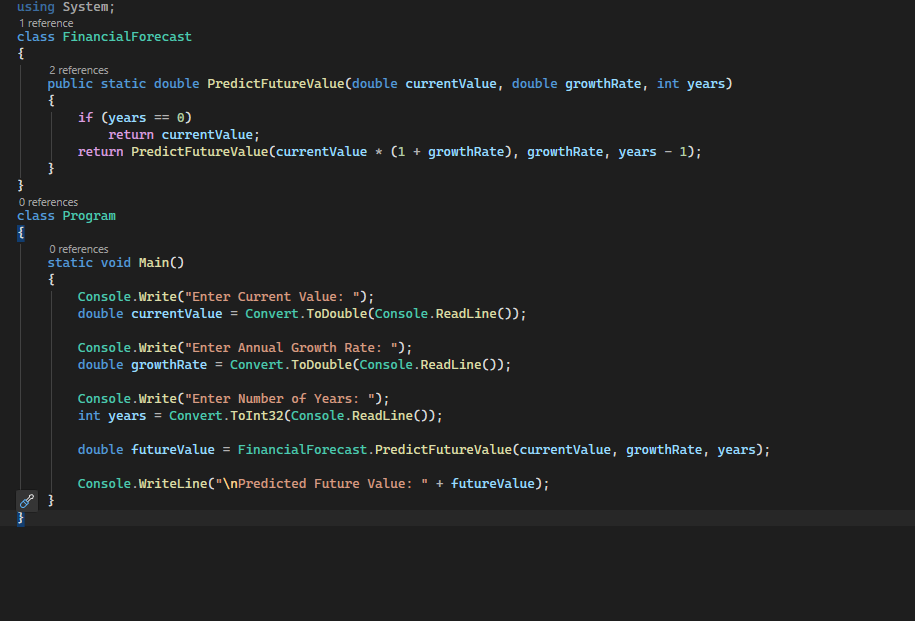 using System;
1 reference
class FinancialForecast
{
2 references
public static double PredictFutureValue(double currentValue, double growthRate, int years)
{
if (years == 0)
return currentValue;
return PredictFutureValue(currentValue * (1 + growthRate), growthRate, years - 1);
}
}
0 references
class Program
{
0 references
static void Main()
{
Console.Write("Enter Current Value: ");
double currentValue = Convert.ToDouble(Console.ReadLine());
Console.Write("Enter Annual Growth Rate: ");
double growthRate = Convert.ToDouble(Console.ReadLine());
Console.Write("Enter Number of Years: ");
int years = Convert.ToInt32(Console.ReadLine());
double futureValue = FinancialForecast.PredictFutureValue(currentValue, growthRate, years);
Console.WriteLine("\nPredicted Future Value: " + futureValue);
}
}